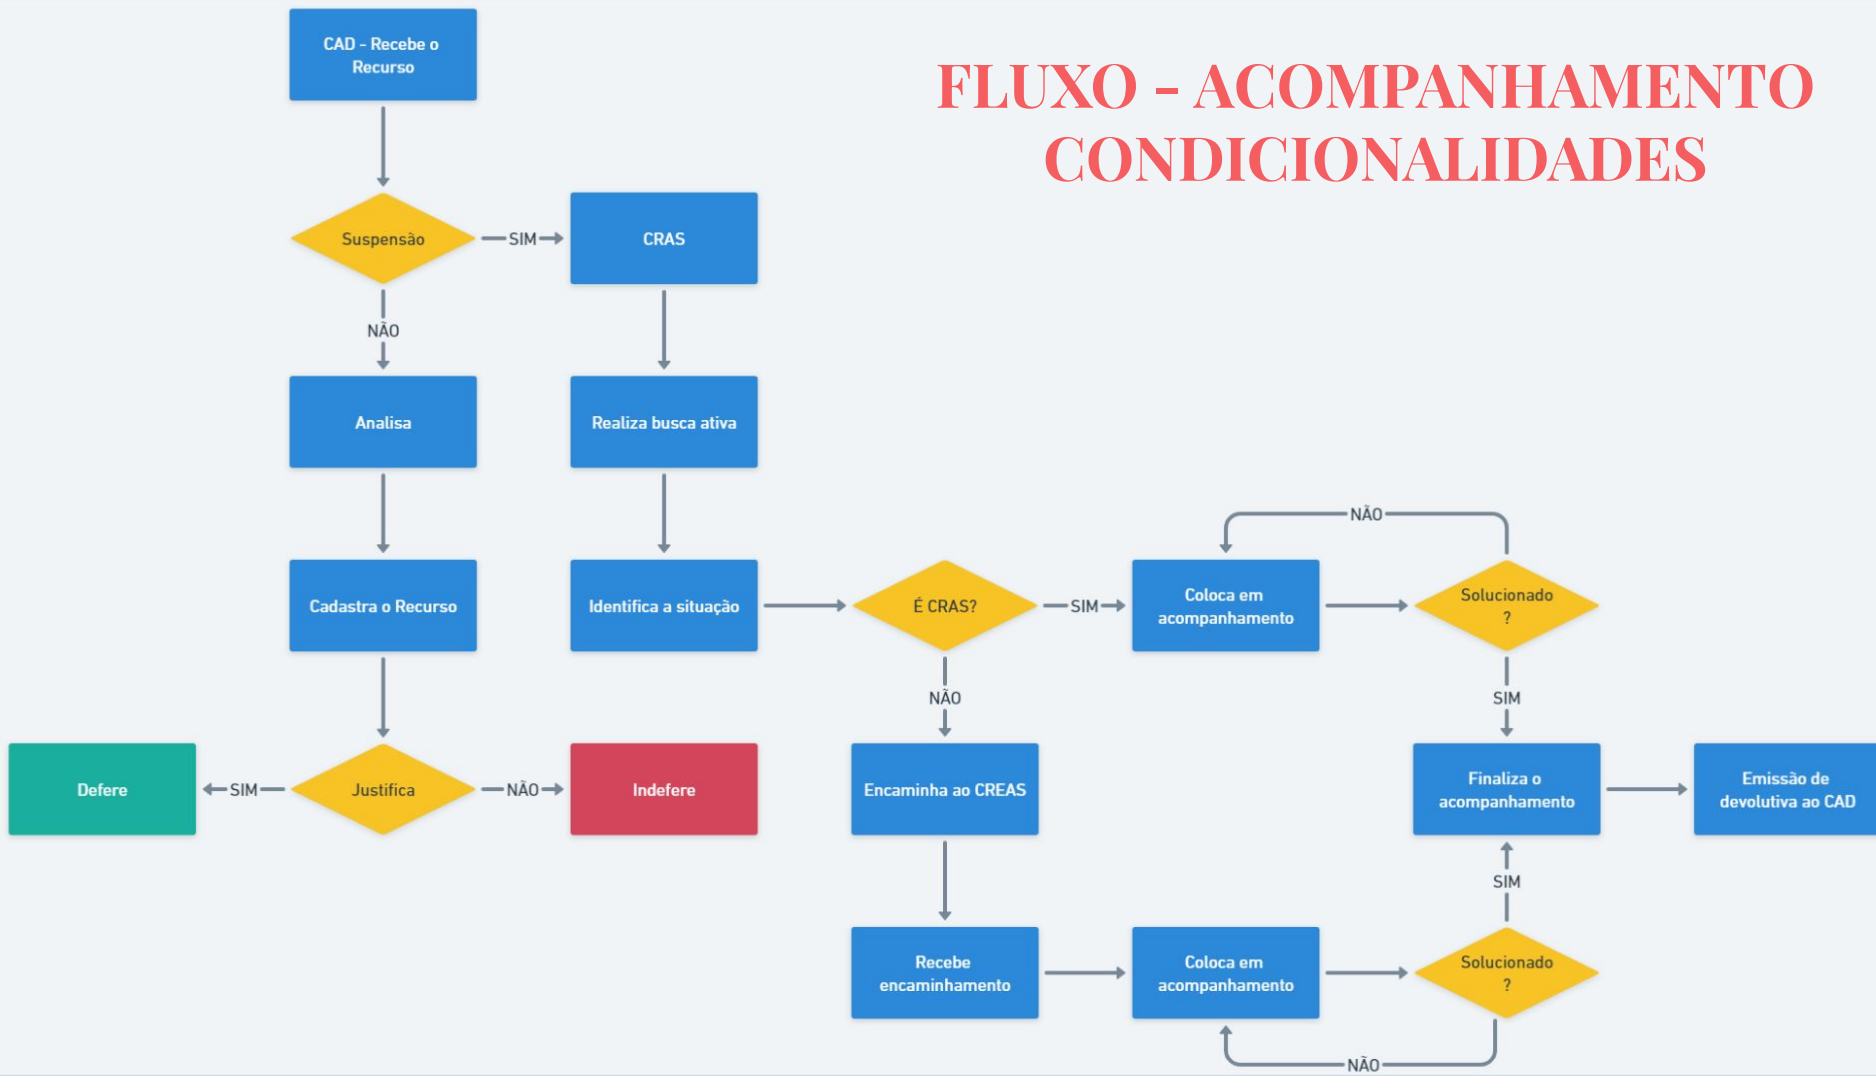 FLUXO - ACOMPANHAMENTO
CONDICIONALIDADES
CAD - Recebe o
Recurso
Suspensão
SIM
CRAS
NÃO
Analisa
Realiza busca ativa
Cadastra o Recurso
Identifica a situação
É CRAS?
SIM
Coloca em
acompanhamento
NÃO
Solucionado
?
NÃO
SIM
Defere
SIM
Justifica
NÃO
Indefere
Encaminha ao CREAS
Finaliza o
acompanhamento
Emissão de
devolutiva ao CAD
SIM
Recebe
encaminhamento
Coloca em
acompanhamento
Solucionado
?
NÃO